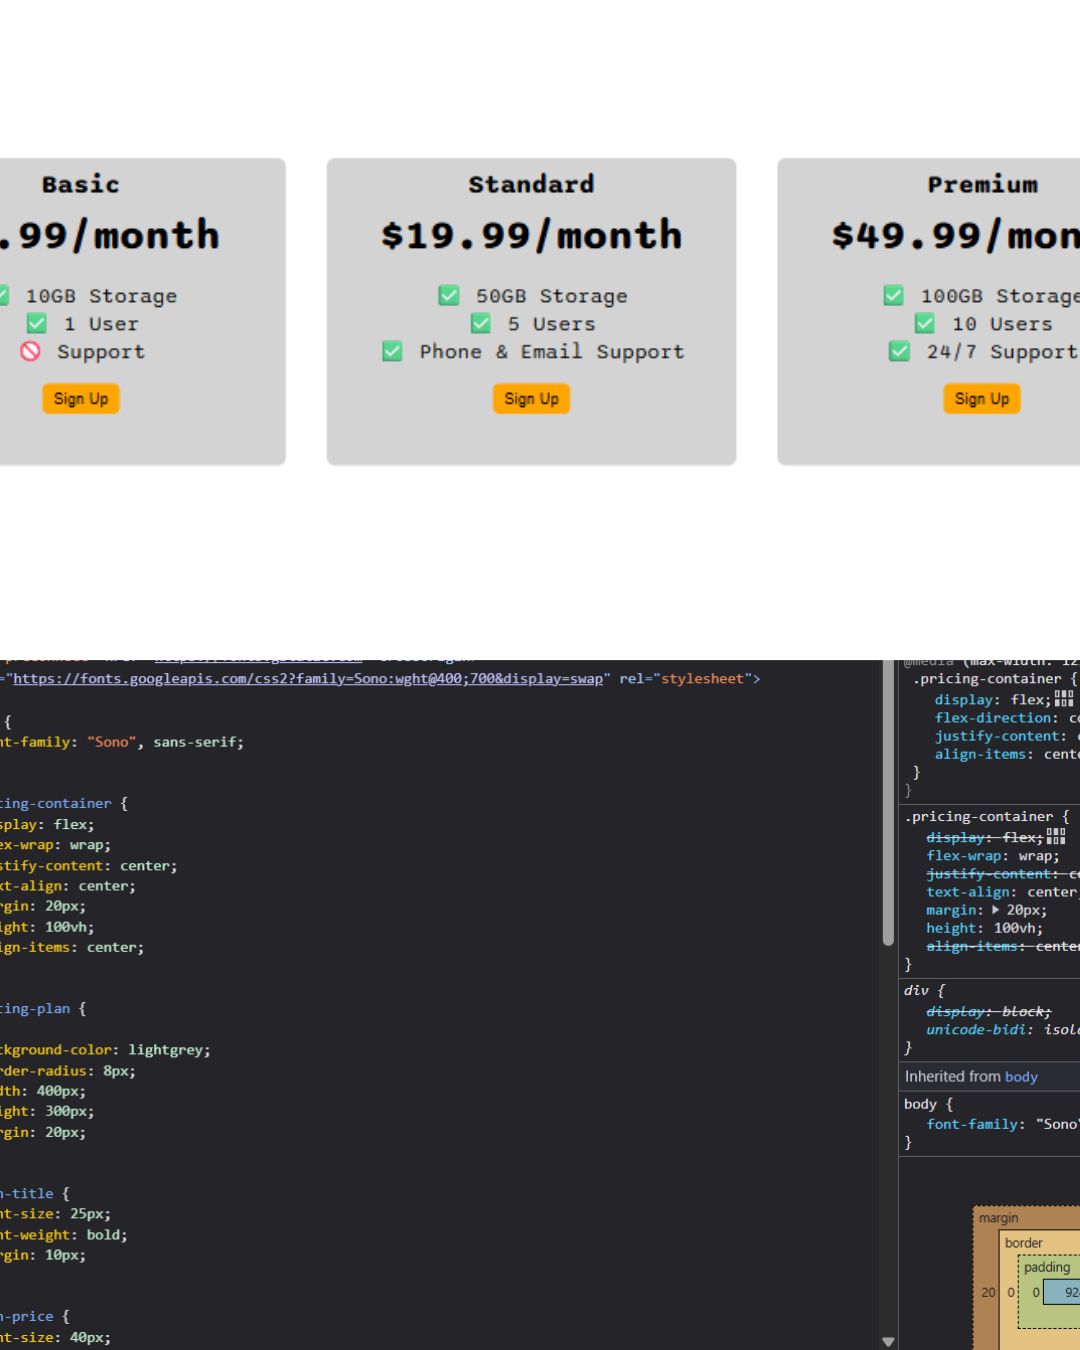 Basic
.99/month
10GB Storage
1 User
Support
Sign Up
Standard
$19.99/month
50GB Storage
5 Users
Phone & Email Support
Sign Up
Premium
$49.99/mon
100GB Storage
10 Users
24/7 Support
Sign Up
="https://fonts.googleapis.com/css2?family=Sono:wght@400;700&display=swap" rel="stylesheet">
{
nt-family: "Sono", sans-serif;
cing-container {
splay: flex;
ex-wrap: wrap;
stify-content: center;
xt-align: center;
rgin: 20px;
ight: 100vh;
ign-items: center;
cing-plan {
ckground-color: lightgrey;
rder-radius: 8px;
dth: 400px;
ight: 300px;
rgin: 20px;
n-title {
nt-size: 25px;
nt-weight: bold;
rgin: 10px;
n-price {
nt-size: 40px;
@media (max-width: 12
.pricing-container {
display: flex;
flex-direction: co
justify-content: c
align-items: cente
}
}
.pricing-container {
display: flex;
flex-wrap: wrap;
justify-content: ce
text-align: center;
margin: 20px;
height: 100vh;
align-items: center
}
div {
display: block;
unicode-bidi: isola
}
Inherited from body
body {
font-family: "Sono"
}
margin
border
padding
20 0 0 92